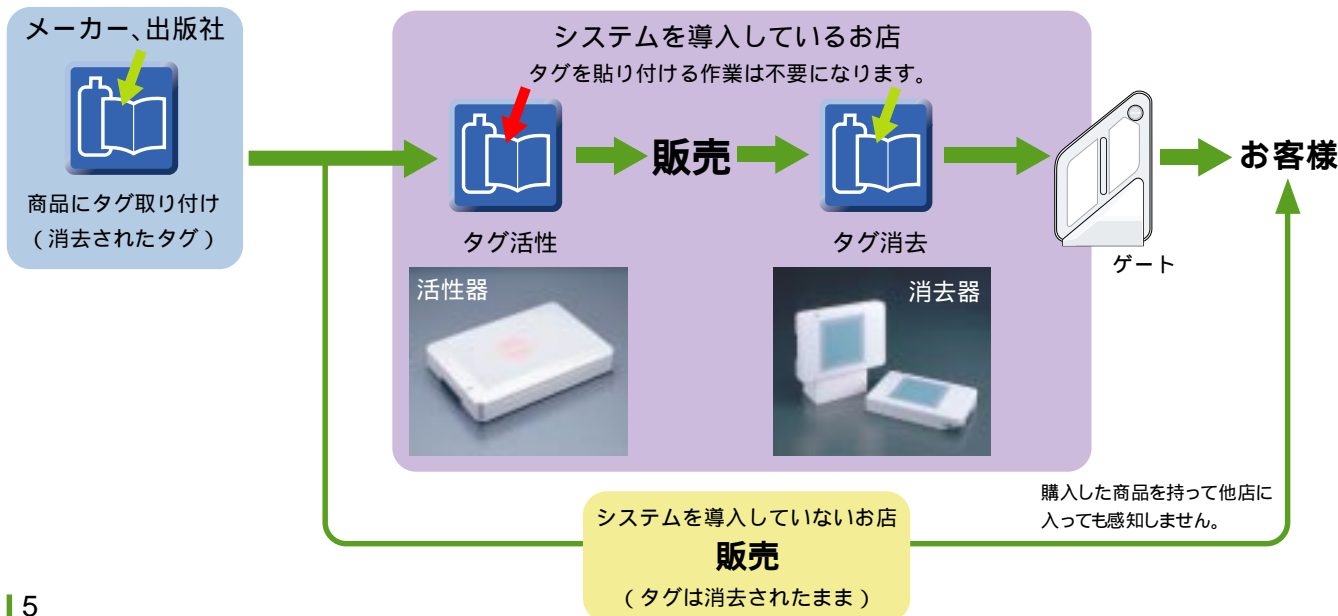 メーカー、出版社
商品にタグ取り付け
（消去されたタグ）
システムを導入しているお店
タグを貼り付ける作業は不要になります。
販売
タグ活性
タグ消去
活性器
消去器
ゲート
お客様
購入した商品を持って他店に
入っても感知しません。
システムを導入していないお店
販売
（タグは消去されたまま）
5